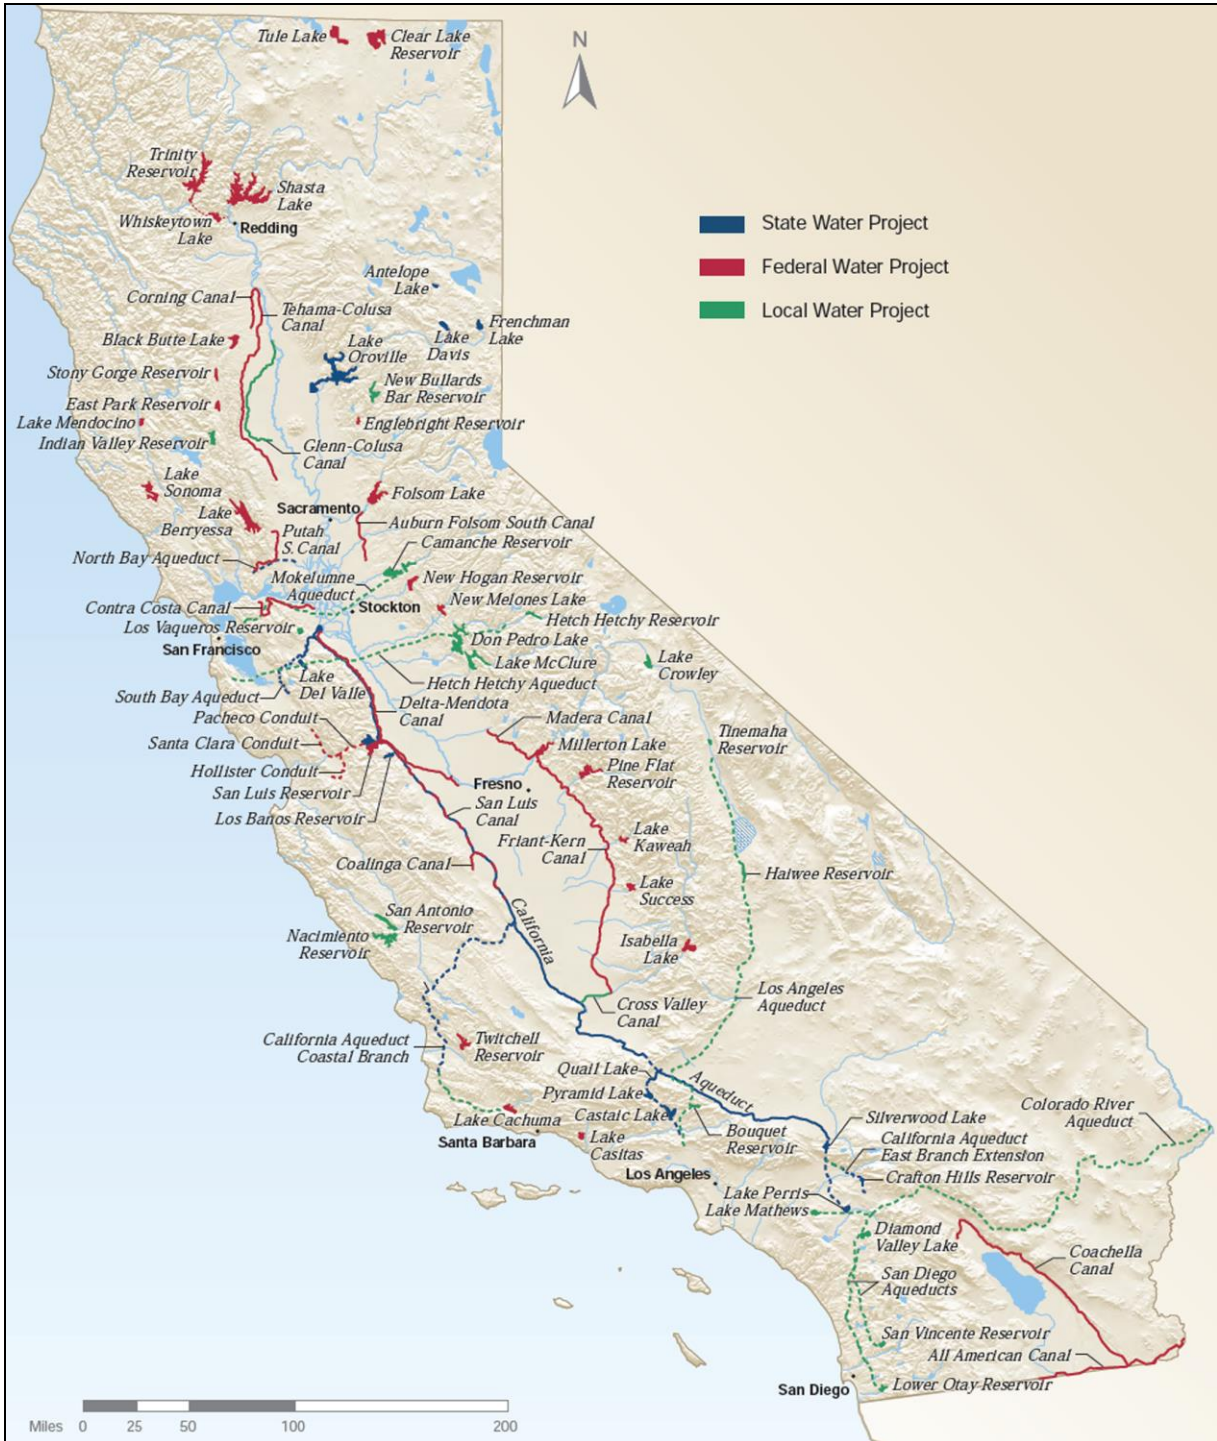 Tule Lake
Clear Lake
Reservoir
N
Trinity
Reservoir
Shasta
Lake
Whiskeytown
Lake
Redding
State Water Project
Federal Water Project
Local Water Project
Antelope
Lake
Corning Canal
Tehama-Colusa
Canal
Frenchman
Lake
Lake
Davis
Black Butte Lake
Lake
Oroville
Stony Gorge Reservoir
New Bullards
Bar Reservoir
East Park Reservoir
Lake Mendocino
Englebright Reservoir
Indian Valley Reservoir
Glenn-Colusa
Canal
Lake
Sonoma
Folsom Lake
Lake
Berryessa
Sacramento
Auburn Folsom South Canal
Putah
S. Canal
Camanche Reservoir
North Bay Aqueduct
Mokelumne
Aqueduct
New Hogan Reservoir
Contra Costa Canal
Stockton
New Melones Lake
Los Vaqueros Reservoir
Hetch Hetchy Reservoir
San Francisco
Don Pedro Lake
Lake McClure
Lake
Crowley
Lake
Del Valle
Hetch Hetchy Aqueduct
South Bay Aqueduct
Delta-Mendota
Canal
Pacheco Conduit
Madera Canal
Tinemaha
Reservoir
Santa Clara Conduit
Millerton Lake
Hollister Conduit
Pine Flat
Reservoir
San Luis Reservoir
Fresno
San Luis
Canal
Los Banos Reservoir
Friant-Kern
Canal
Lake
Kaweah
Coalinga Canal
Haiwee Reservoir
Lake
Success
San Antonio
Reservoir
California
Nacimiento
Reservoir
Isabella
Lake
Los Angeles
Aqueduct
Cross Valley
Canal
California Aqueduct
Coastal Branch
Twitchell
Reservoir
Quail Lake
Aqueduct
Pyramid Lake
Lake Cachuma
Castaic Lake
Silverwood Lake
Colorado River
Aqueduct
Santa Barbara
Lake
Casitas
Bouquet
Reservoir
California Aqueduct
East Branch Extension
Los Angeles
Crafton Hills Reservoir
Lake Perris
Lake Mathews
Diamond
Valley Lake
Coachella
Canal
San Diego
Aqueducts
San Vincente Reservoir
All American Canal
San Diego
Lower Otay Reservoir
Miles 0 25 50 100 200